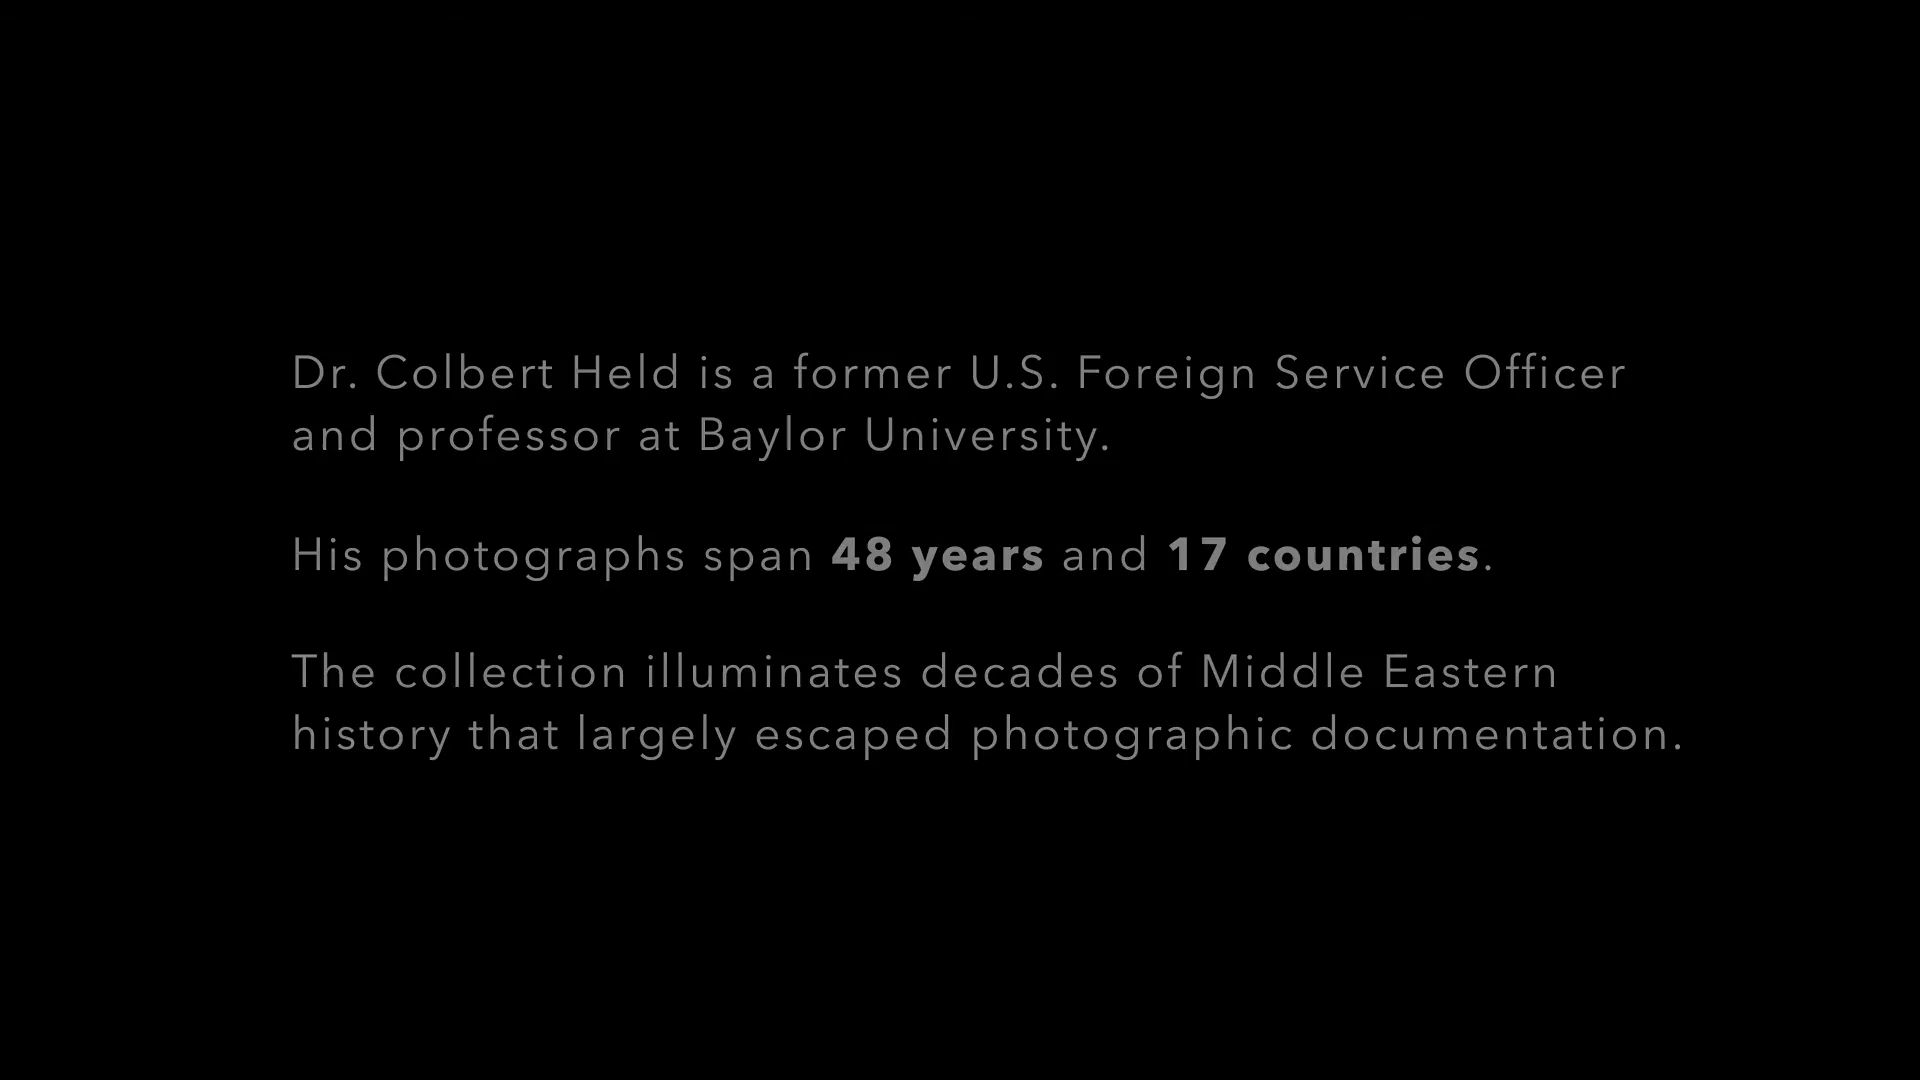 Dr. Colbert Held is a former U.S. Foreign Service Officer
and professor at Baylor University.
His photographs span 48 years and 17 countries.
The collection illuminates decades of Middle Eastern
history that largely escaped photographic documentation.